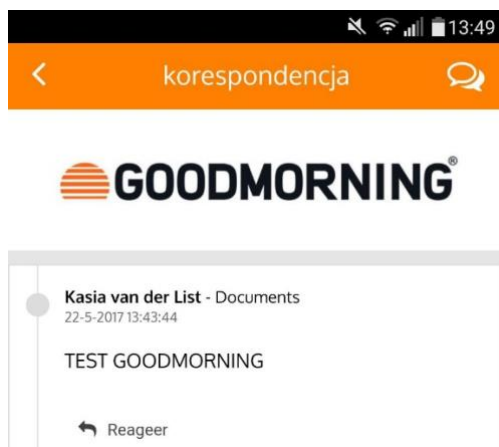 13:49
korespondencja
GOODMORNING®
Kasia van der List - Documents
22-5-2017 13:43:44
TEST GOODMORNING
Reageer